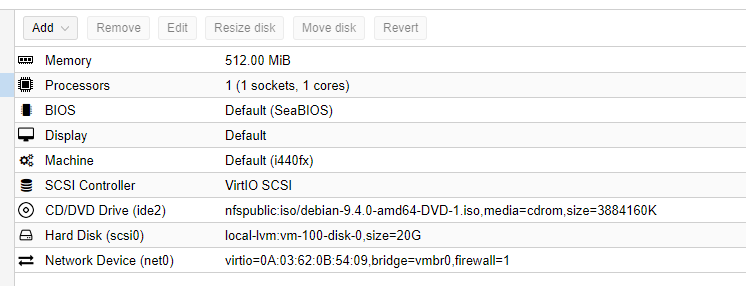 Add Remove Edit Resize disk Move disk Revert
Memory 512.00 MiB
Processors 1 (1 sockets, 1 cores)
BIOS Default (SeaBIOS)
Display Default
Machine Default (i440fx)
SCSI Controller VirtIO SCSI
CD/DVD Drive (ide2) nfspublic:iso/debian-9.4.0-amd64-DVD-1.iso,media=cdrom,size=3884160K
Hard Disk (scsi0) local-lvm:vm-100-disk-0,size=20G
Network Device (net0) virtio=0A:03:62:0B:54:09,bridge=vmbr0,firewall=1